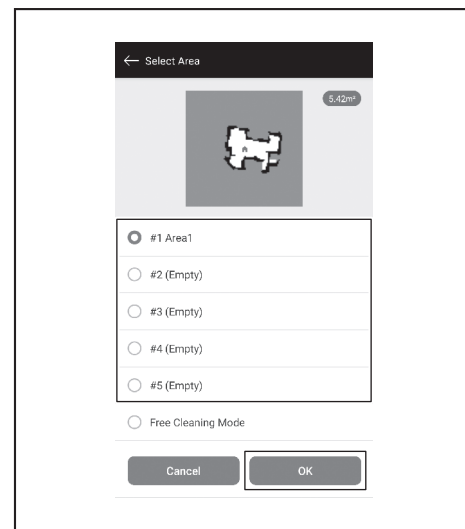 ← Select Area
5.42m²
#1 Area1
#2 (Empty)
#3 (Empty)
#4 (Empty)
#5 (Empty)
Free Cleaning Mode
Cancel OK